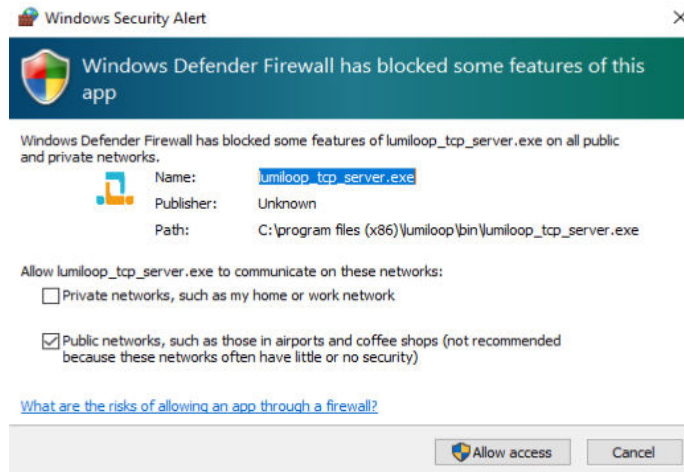 Windows Security Alert
Windows Defender Firewall has blocked some features of this
app
Windows Defender Firewall has blocked some features of lumiloop_tcp_server.exe on all public
and private networks.
Name: lumiloop_tcp_server.exe
Publisher: Unknown
Path: C:\program files (x86)\lumiloop\bin\lumiloop_tcp_server.exe
Allow lumiloop_tcp_server.exe to communicate on these networks:
Private networks, such as my home or work network
Public networks, such as those in airports and coffee shops (not recommended
because these networks often have little or no security)
What are the risks of allowing an app through a firewall?
Allow access Cancel